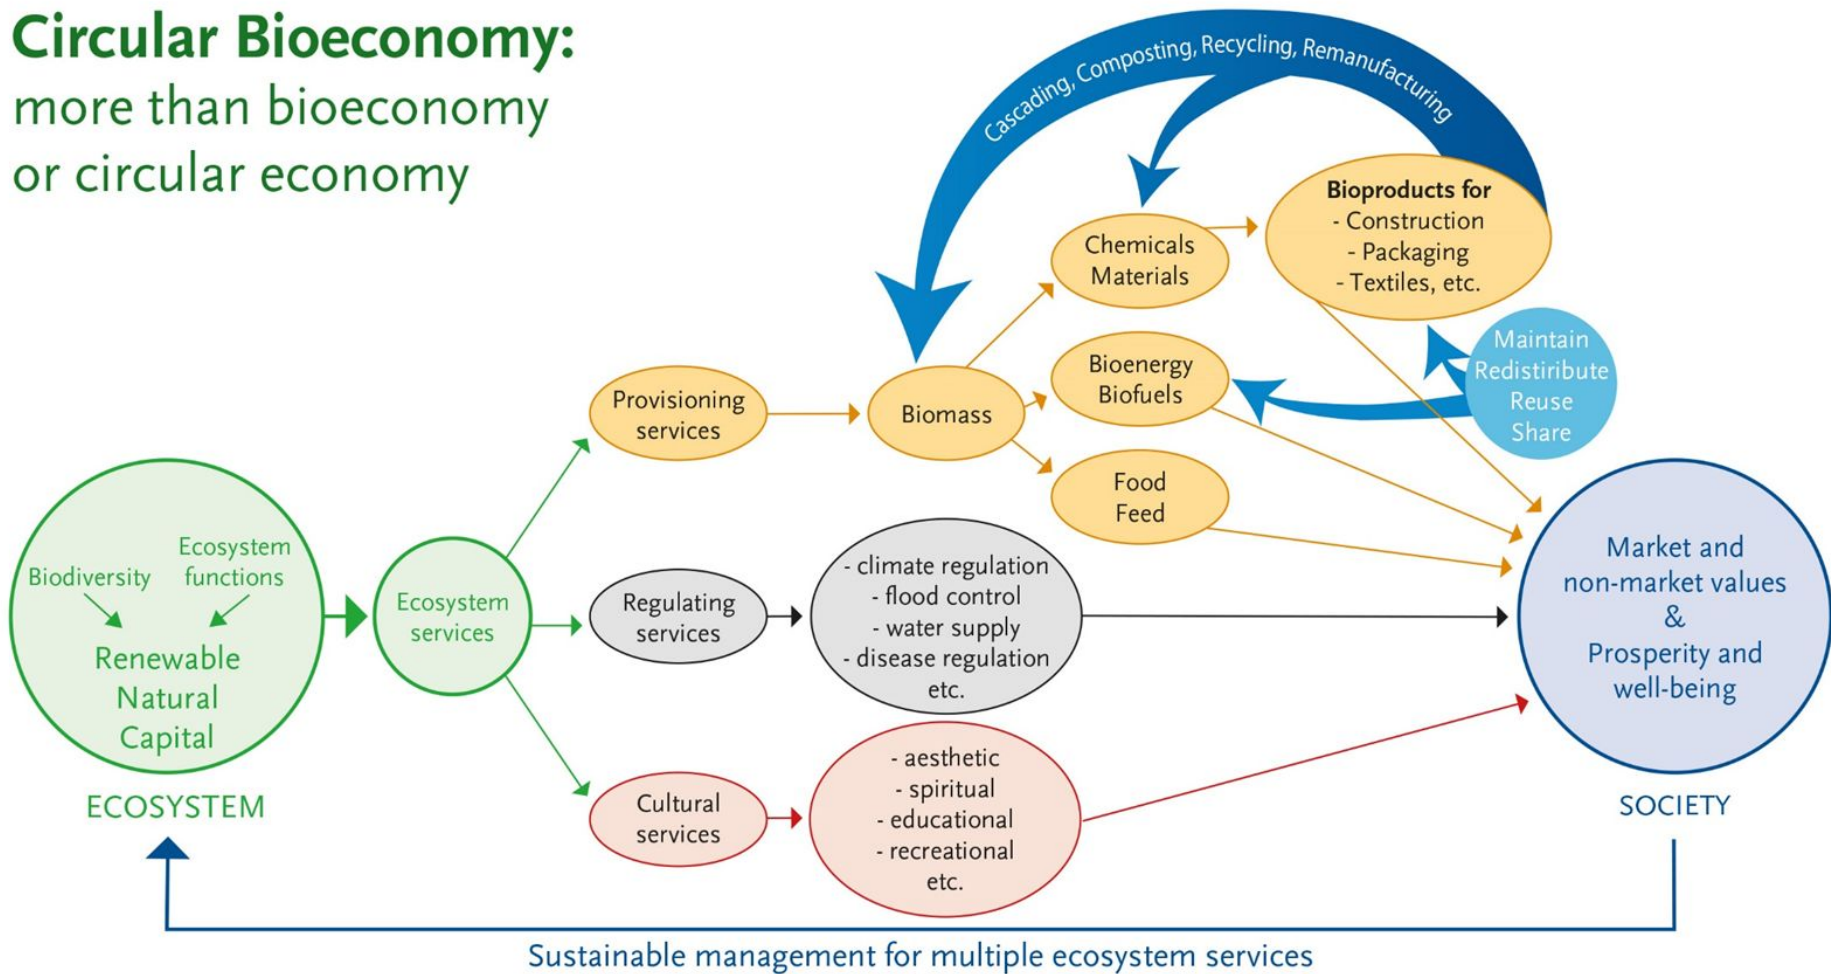 Circular Bioeconomy:
more than bioeconomy
or circular economy
Cascading, Composting, Recycling, Remanufacturing
Bioproducts for
- Construction
- Packaging
- Textiles, etc.
Chemicals
Materials
Maintain
Redistiribute
Reuse
Share
Bioenergy
Biofuels
Provisioning
services
Biomass
Food
Feed
Biodiversity
Ecosystem
functions
Renewable
Natural
Capital
ECOSYSTEM
Ecosystem
services
Regulating
services
- climate regulation
- flood control
- water supply
- disease regulation
etc.
Market and
non-market values
&
Prosperity and
well-being
SOCIETY
Cultural
services
- aesthetic
- spiritual
- educational
- recreational
etc.
Sustainable management for multiple ecosystem services